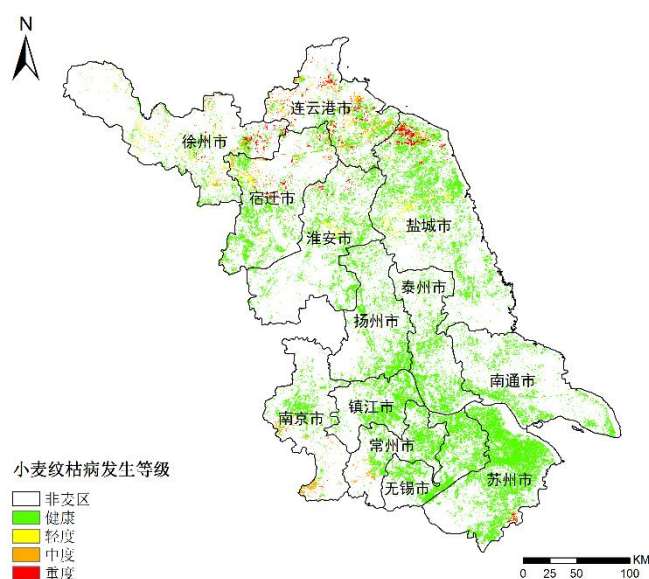 N
连云港市
徐州市
宿迁市
淮安市
盐城市
泰州市
扬州市
南通市
南京市
镇江市
常州市
无锡市
苏州市
小麦纹枯病发生等级
非麦区
健康
轻度
中度
重度
KM
0 25 50 100